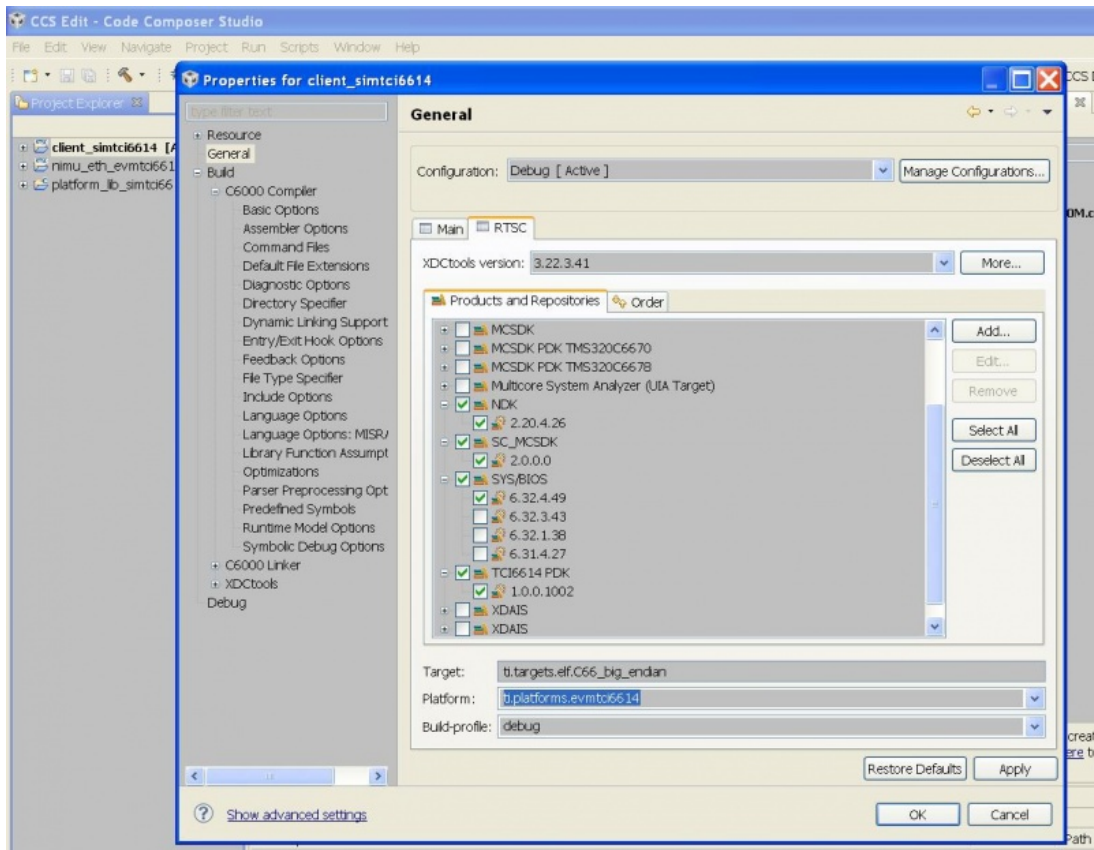 CCS Edit - Code Composer Studio
File Edit View Navigate Project Run Scripts Window Help
Properties for client_simtci6614
CCS
Project Explorer
client_simtci6614 [A
nimu_eth_evmtci661
platform_lib_simtci66
type filter text
Resource
General
Build
C6000 Compiler
Basic Options
Assembler Options
Command Files
Default File Extensions
Diagnostic Options
Directory Specifier
Dynamic Linking Support
Entry/Exit Hook Options
Feedback Options
File Type Specifier
Include Options
Language Options
Language Options: MISRA
Library Function Assumpt
Optimizations
Parser Preprocessing Opt
Predefined Symbols
Runtime Model Options
Symbolic Debug Options
C6000 Linker
XDCtools
Debug
General
Configuration: Debug [ Active ] Manage Configurations...
Main RTSC
XDCtools version: 3.22.3.41 More...
Products and Repositories Order
MCSDK
MCSDK PDK TMS320C6670
MCSDK PDK TMS320C6678
Multicore System Analyzer (UIA Target)
NDK
2.20.4.26
SC_MCSDK
2.0.0.0
SYS/BIOS
6.32.4.49
6.32.3.43
6.32.1.38
6.31.4.27
TCI6614 PDK
1.0.0.1002
XDAIS
XDAIS
Add...
Edit...
Remove
Select All
Deselect All
Target: ti.targets.elf.C66_big_endian
Platform: ti.platforms.evmtci6614
Build-profile: debug
Restore Defaults Apply
? Show advanced settings
OK Cancel
0M.c
creat
ere t
Path